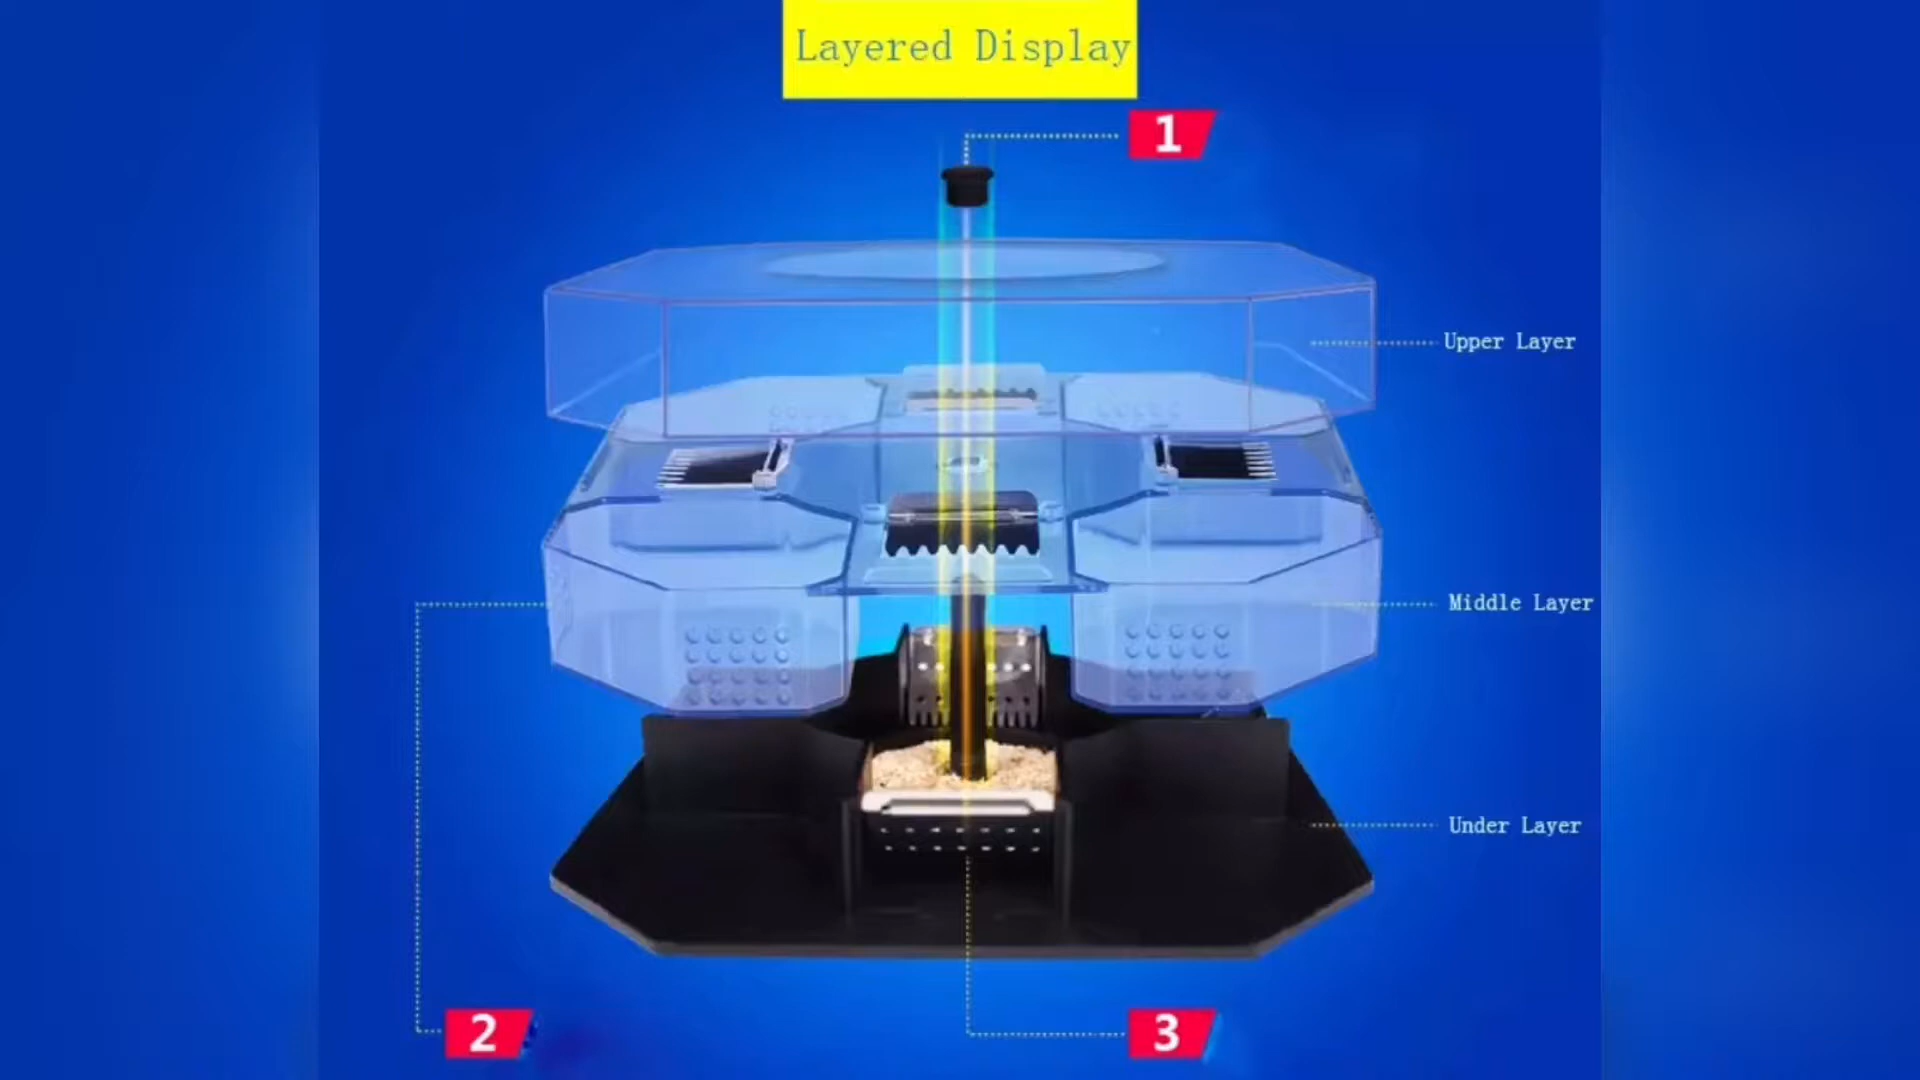 Layered Display
1
Upper Layer
Middle Layer
Under Layer
2
3